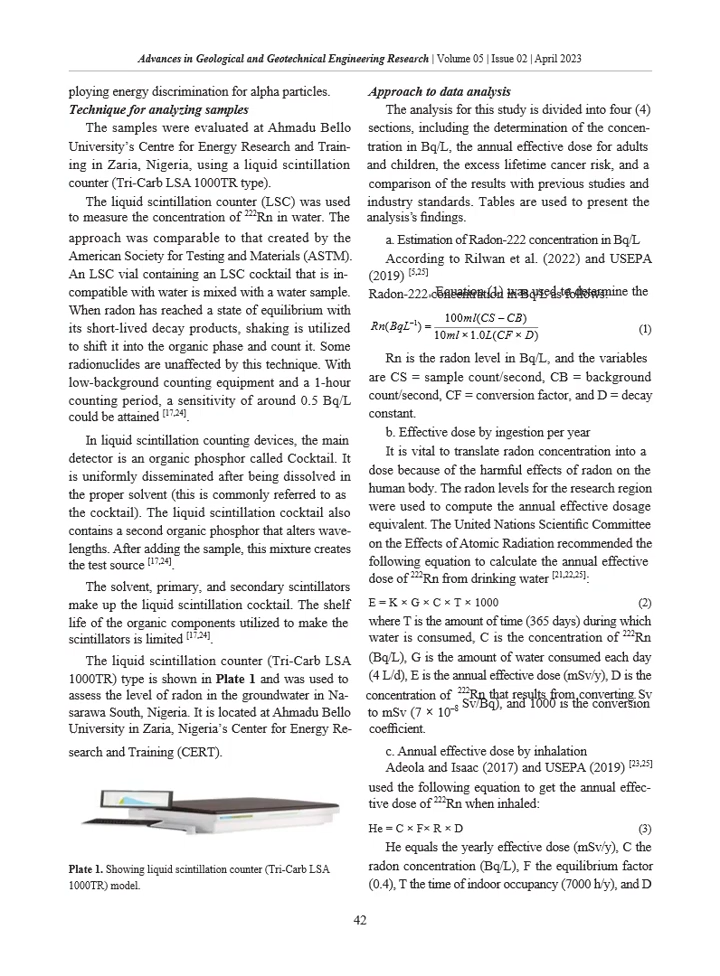 Advances in Geological and Geotechnical Engineering Research | Volume 05 | Issue 02 | April 2023
ploying energy discrimination for alpha particles.
Technique for analyzing samples
The samples were evaluated at Ahmadu Bello
University's Centre for Energy Research and Train-
ing in Zaria, Nigeria, using a liquid scintillation
counter (Tri-Carb LSA 1000TR type).
The liquid scintillation counter (LSC) was used
to measure the concentration of ²²²Rn in water. The
approach was comparable to that created by the
American Society for Testing and Materials (ASTM).
An LSC vial containing an LSC cocktail that is in-
compatible with water is mixed with a water sample.
When radon has reached a state of equilibrium with
its short-lived decay products, shaking is utilized
to shift it into the organic phase and count it. Some
radionuclides are unaffected by this technique. With
low-background counting equipment and a 1-hour
counting period, a sensitivity of around 0.5 Bq/L
could be attained [17,24].
In liquid scintillation counting devices, the main
detector is an organic phosphor called Cocktail. It
is uniformly disseminated after being dissolved in
the proper solvent (this is commonly referred to as
the cocktail). The liquid scintillation cocktail also
contains a second organic phosphor that alters wave-
lengths. After adding the sample, this mixture creates
the test source [17,24].
The solvent, primary, and secondary scintillators
make up the liquid scintillation cocktail. The shelf
life of the organic components utilized to make the
scintillators is limited [17,24].
The liquid scintillation counter (Tri-Carb LSA
1000TR) type is shown in Plate 1 and was used to
assess the level of radon in the groundwater in Na-
sarawa South, Nigeria. It is located at Ahmadu Bello
University in Zaria, Nigeria's Center for Energy Re-
search and Training (CERT).
Plate 1. Showing liquid scintillation counter (Tri-Carb LSA
1000TR) model.
Approach to data analysis
The analysis for this study is divided into four (4)
sections, including the determination of the concen-
tration in Bq/L, the annual effective dose for adults
and children, the excess lifetime cancer risk, and a
comparison of the results with previous studies and
industry standards. Tables are used to present the
analysis's findings.
a. Estimation of Radon-222 concentration in Bq/L
According to Rilwan et al. (2022) and USEPA
(2019) [5,25]
, Equation (1) was used to determine the
Radon-222 concentration in Bq/L as follows:
Rn(BqL⁻¹) = 100ml(CS − CB) / 10ml × 1.0L(CF × D) (1)
Rn is the radon level in Bq/L, and the variables
are CS = sample count/second, CB = background
count/second, CF = conversion factor, and D = decay
constant.
b. Effective dose by ingestion per year
It is vital to translate radon concentration into a
dose because of the harmful effects of radon on the
human body. The radon levels for the research region
were used to compute the annual effective dosage
equivalent. The United Nations Scientific Committee
on the Effects of Atomic Radiation recommended the
following equation to calculate the annual effective
dose of ²²²Rn from drinking water [21,22,25]:
E = K × G × C × T × 1000 (2)
where T is the amount of time (365 days) during which
water is consumed, C is the concentration of ²²²Rn
(Bq/L), G is the amount of water consumed each day
(4 L/d), E is the annual effective dose (mSv/y), D is the
concentration of ²²²Rn that results from converting Sv
to mSv (7 × 10⁻⁸ Sv/Bq), and 1000 is the conversion
coefficient.
c. Annual effective dose by inhalation
Adeola and Isaac (2017) and USEPA (2019) [23,25]
used the following equation to get the annual effec-
tive dose of ²²²Rn when inhaled:
He = C × F× R × D (3)
He equals the yearly effective dose (mSv/y), C the
radon concentration (Bq/L), F the equilibrium factor
(0.4), T the time of indoor occupancy (7000 h/y), and D
42